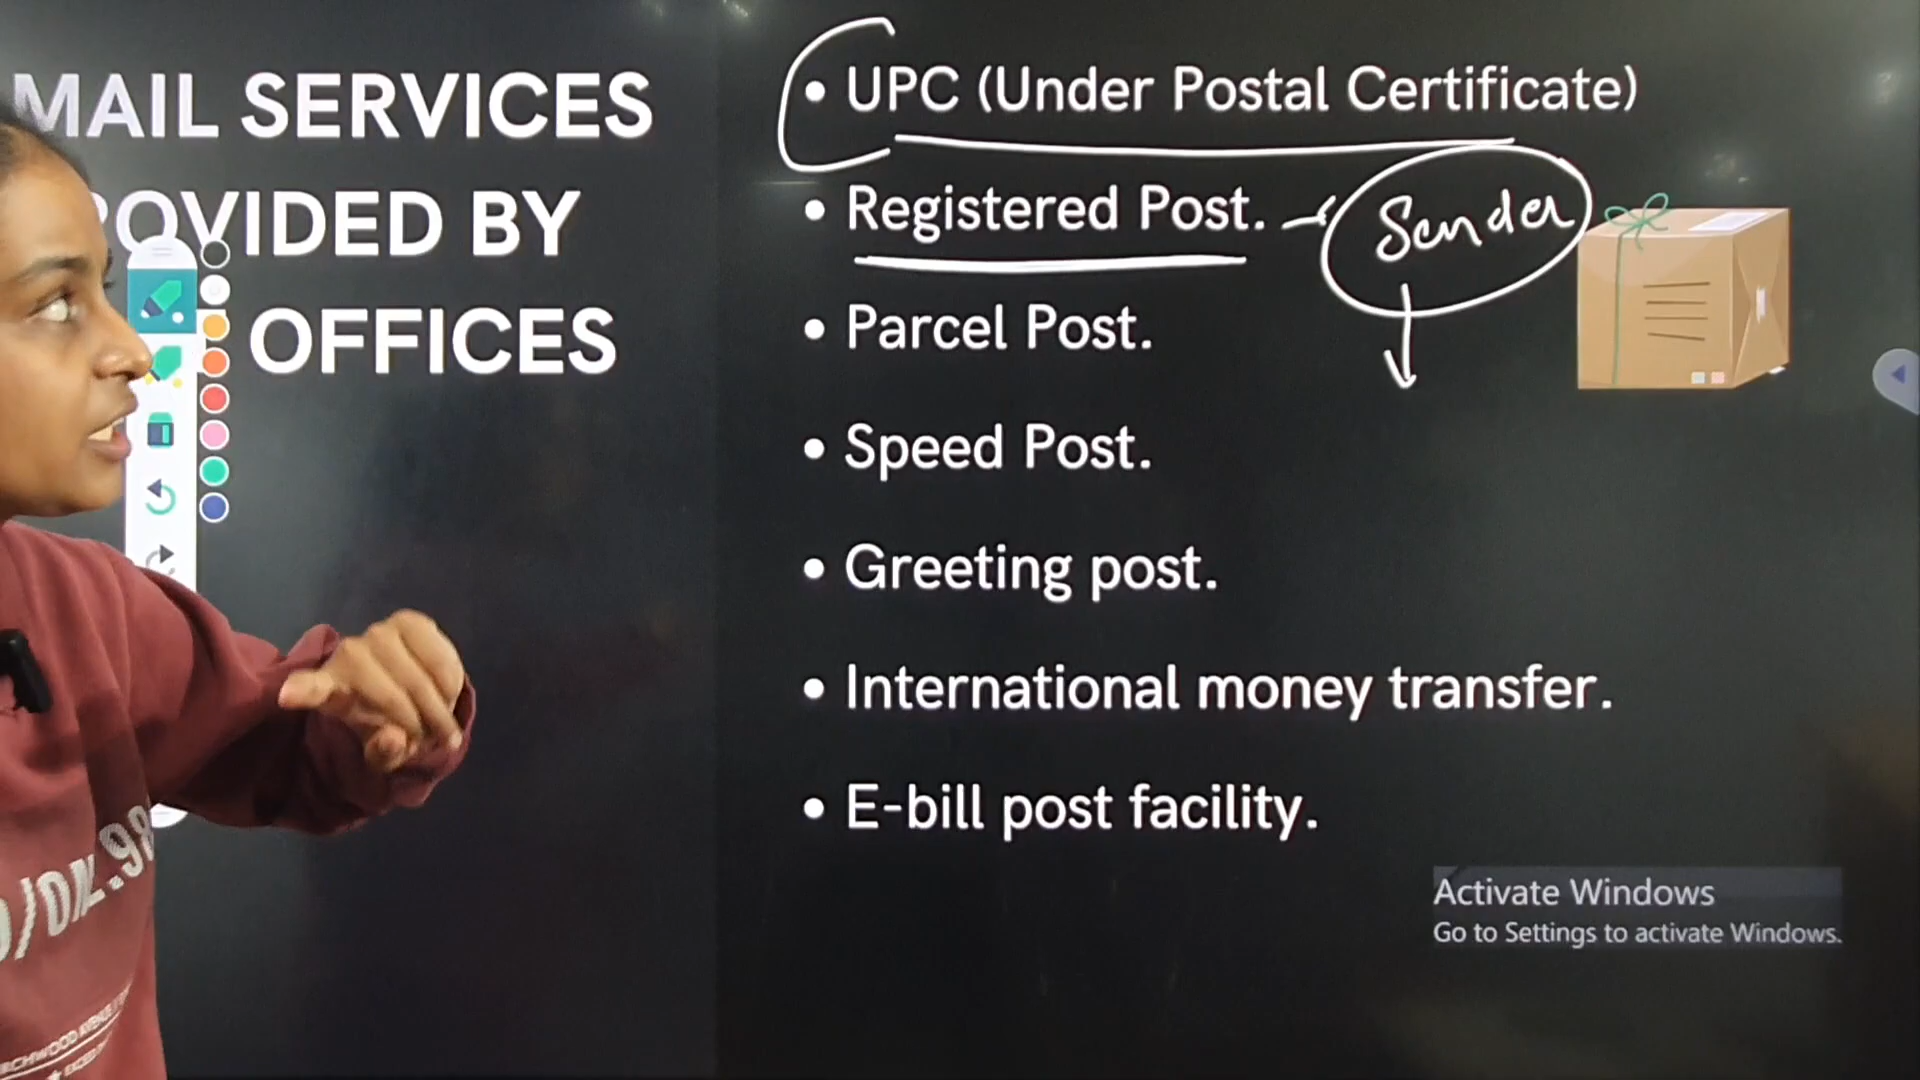 MAIL SERVICES
PROVIDED BY
OFFICES
• UPC (Under Postal Certificate)
• Registered Post. - Sender
• Parcel Post.
• Speed Post.
• Greeting post.
• International money transfer.
• E-bill post facility.
Activate Windows
Go to Settings to activate Windows.